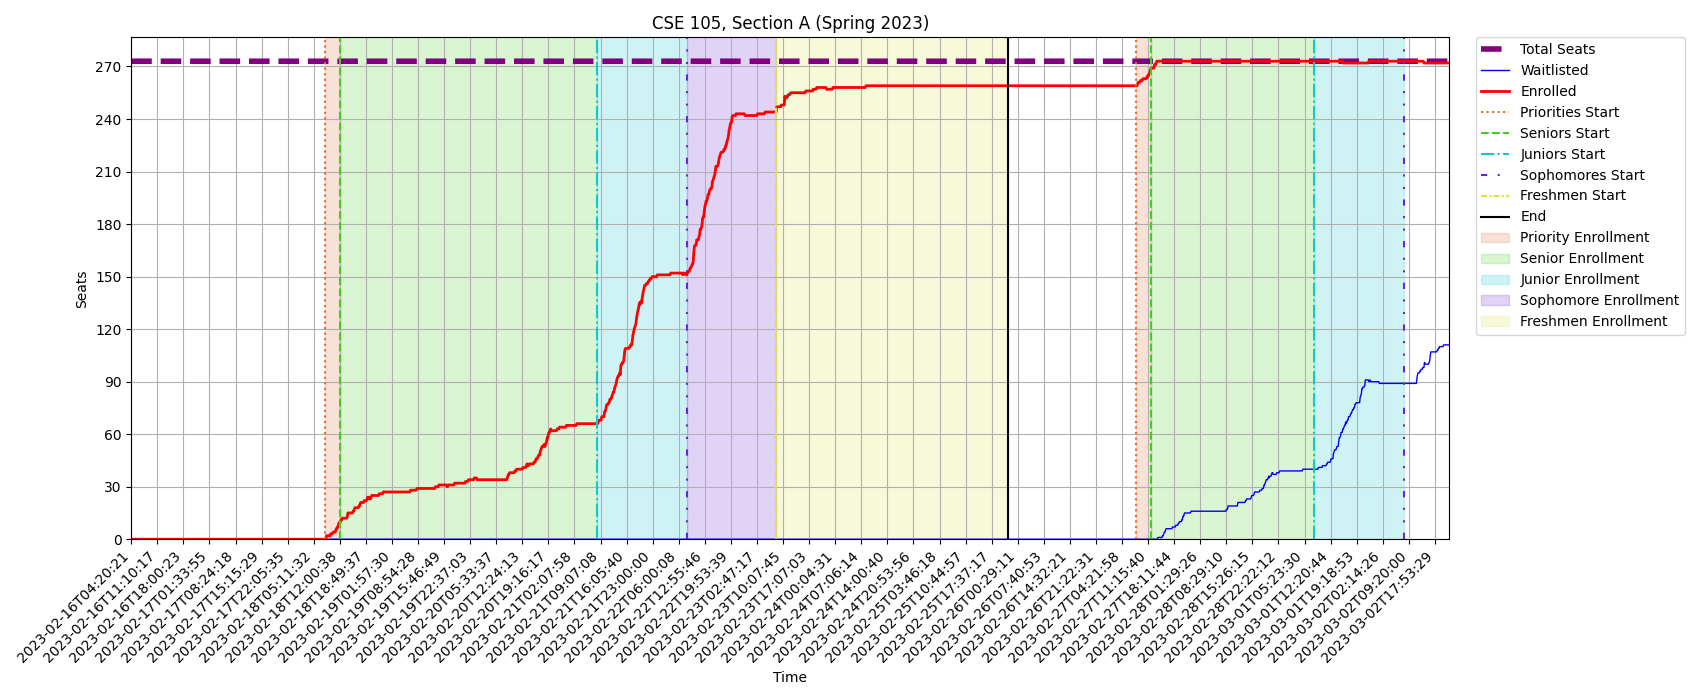 CSE 105, Section A (Spring 2023)
Seats
270
240
210
180
150
120
90
60
30
0
2023-02-16T04:20:21
2023-02-16T11:10:17
2023-02-16T18:00:23
2023-02-17T01:33:55
2023-02-17T08:24:18
2023-02-17T15:15:29
2023-02-17T22:05:35
2023-02-18T05:11:32
2023-02-18T12:00:38
2023-02-18T18:49:37
2023-02-19T01:57:30
2023-02-19T08:54:28
2023-02-19T15:46:49
2023-02-19T22:37:03
2023-02-20T05:33:37
2023-02-20T12:24:13
2023-02-20T19:16:17
2023-02-21T02:07:58
2023-02-21T09:07:08
2023-02-21T16:05:40
2023-02-21T23:00:00
2023-02-22T06:00:08
2023-02-22T12:55:46
2023-02-22T19:53:39
2023-02-23T02:47:17
2023-02-23T10:07:45
2023-02-23T17:07:03
2023-02-24T00:04:31
2023-02-24T07:06:14
2023-02-24T14:00:40
2023-02-24T20:53:56
2023-02-25T03:46:18
2023-02-25T10:44:57
2023-02-25T17:37:17
2023-02-26T00:29:11
2023-02-26T07:40:53
2023-02-26T14:32:21
2023-02-26T21:22:31
2023-02-27T04:21:58
2023-02-27T11:15:40
2023-02-27T18:11:44
2023-02-28T01:29:26
2023-02-28T08:29:10
2023-02-28T15:26:15
2023-02-28T22:22:12
2023-03-01T05:23:30
2023-03-01T12:20:44
2023-03-01T19:18:53
2023-03-02T02:14:26
2023-03-02T09:20:00
2023-03-02T17:53:29
Time
Total Seats
Waitlisted
Enrolled
Priorities Start
Seniors Start
Juniors Start
Sophomores Start
Freshmen Start
End
Priority Enrollment
Senior Enrollment
Junior Enrollment
Sophomore Enrollment
Freshmen Enrollment